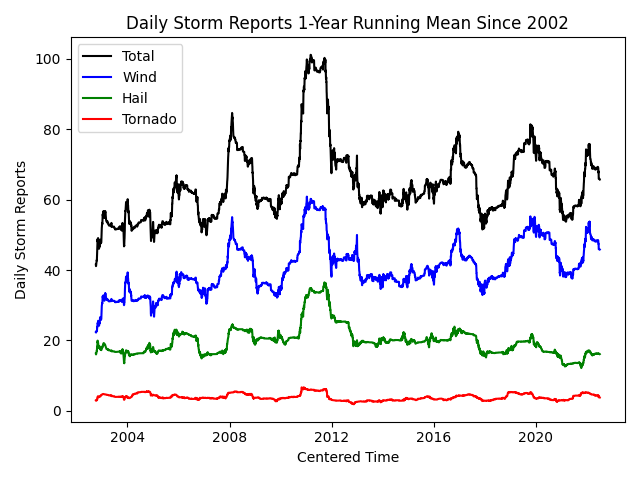 Daily Storm Reports 1-Year Running Mean Since 2002
Total
Wind
Hail
Tornado
Daily Storm Reports
100
80
60
40
20
0
2004
2008
2012
2016
2020
Centered Time